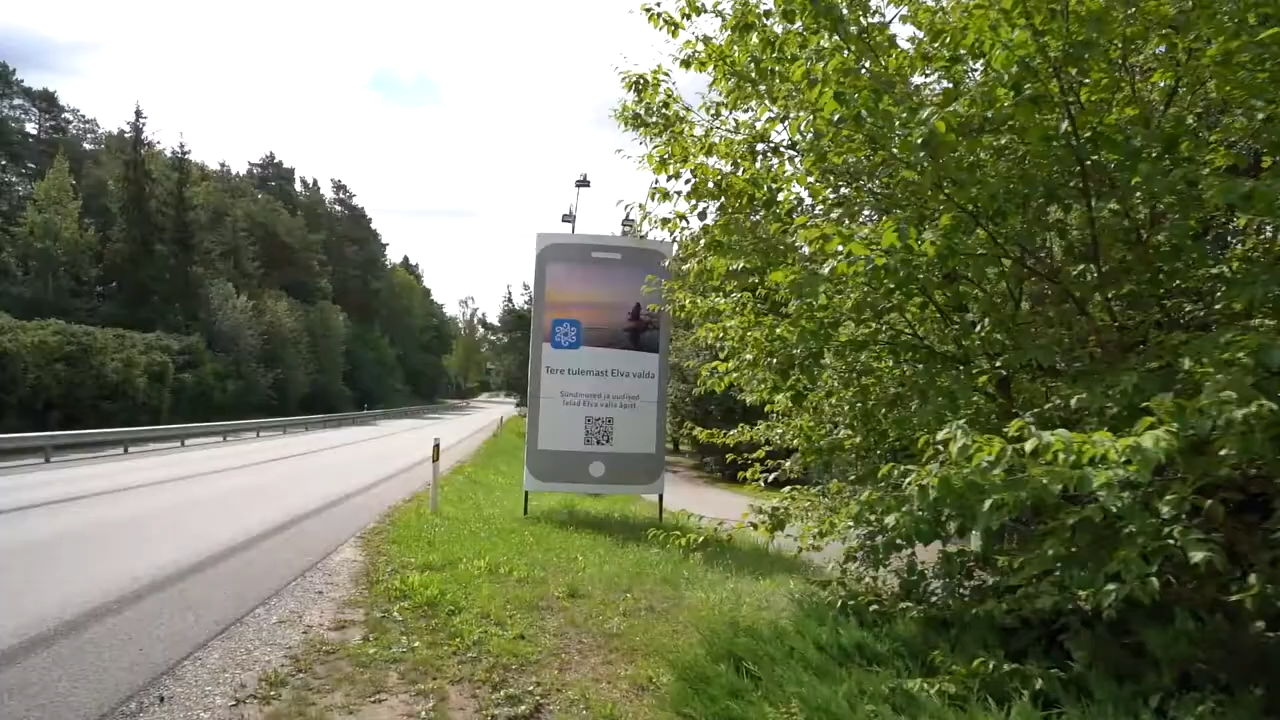 Tere tulemast Elva valda
Sündmused ja uudised
leiad Elva valla äpist